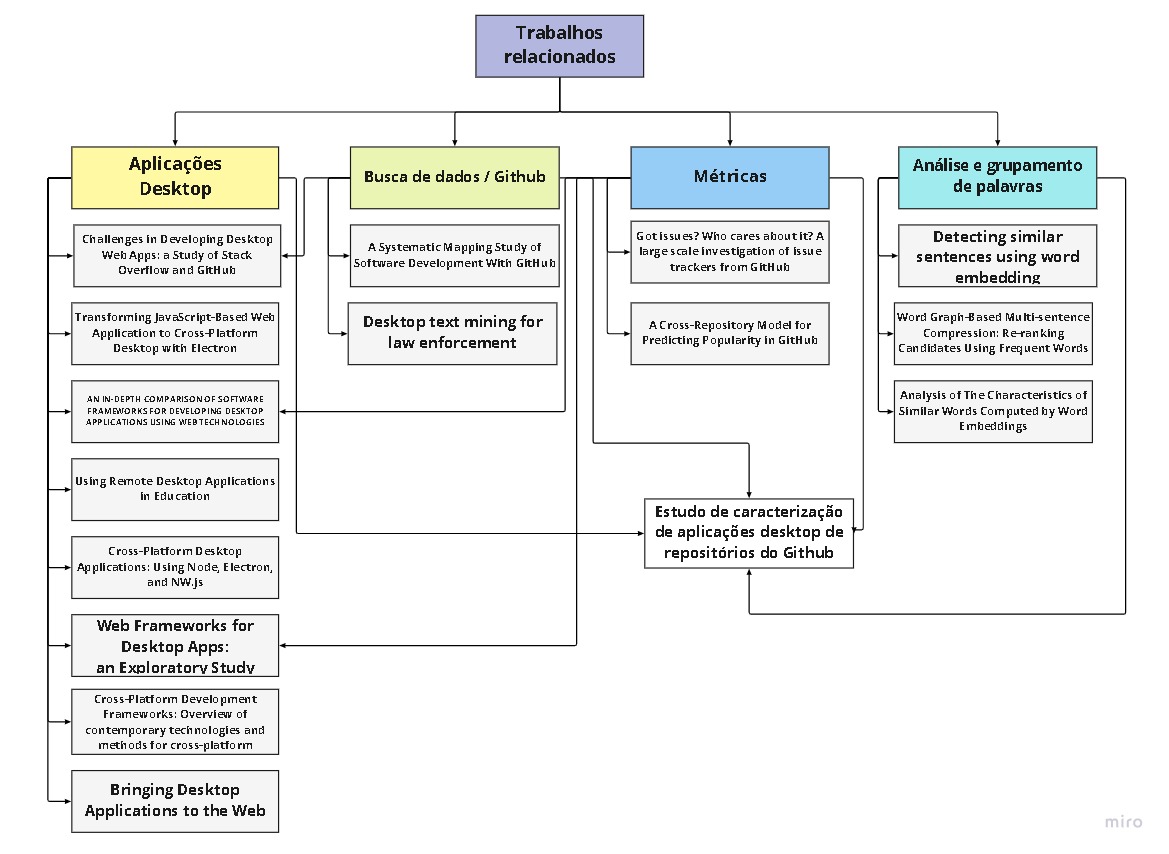 Trabalhos
relacionados
Aplicações
Desktop
Challenges in Developing Desktop
Web Apps: a Study of Stack
Overflow and GitHub
Transforming JavaScript-Based Web
Application to Cross-Platform
Desktop with Electron
AN IN-DEPTH COMPARISON OF SOFTWARE
FRAMEWORKS FOR DEVELOPING DESKTOP
APPLICATIONS USING WEB TECHNOLOGIES
Using Remote Desktop Applications
in Education
Cross-Platform Desktop
Applications: Using Node, Electron,
and NW.js
Web Frameworks for
Desktop Apps:
an Exploratory Study
Cross-Platform Development
Frameworks: Overview of
contemporary technologies and
methods for cross-platform
Bringing Desktop
Applications to the Web
Busca de dados / Github
A Systematic Mapping Study of
Software Development With GitHub
Desktop text mining for
law enforcement
Métricas
Got issues? Who cares about it? A
large scale investigation of issue
trackers from GitHub
A Cross-Repository Model for
Predicting Popularity in GitHub
Análise e grupamento
de palavras
Detecting similar
sentences using word
embedding
Word Graph-Based Multi-sentence
Compression: Re-ranking
Candidates Using Frequent Words
Analysis of The Characteristics of
Similar Words Computed by Word
Embeddings
Estudo de caracterização
de aplicações desktop de
repositórios do Github
miro